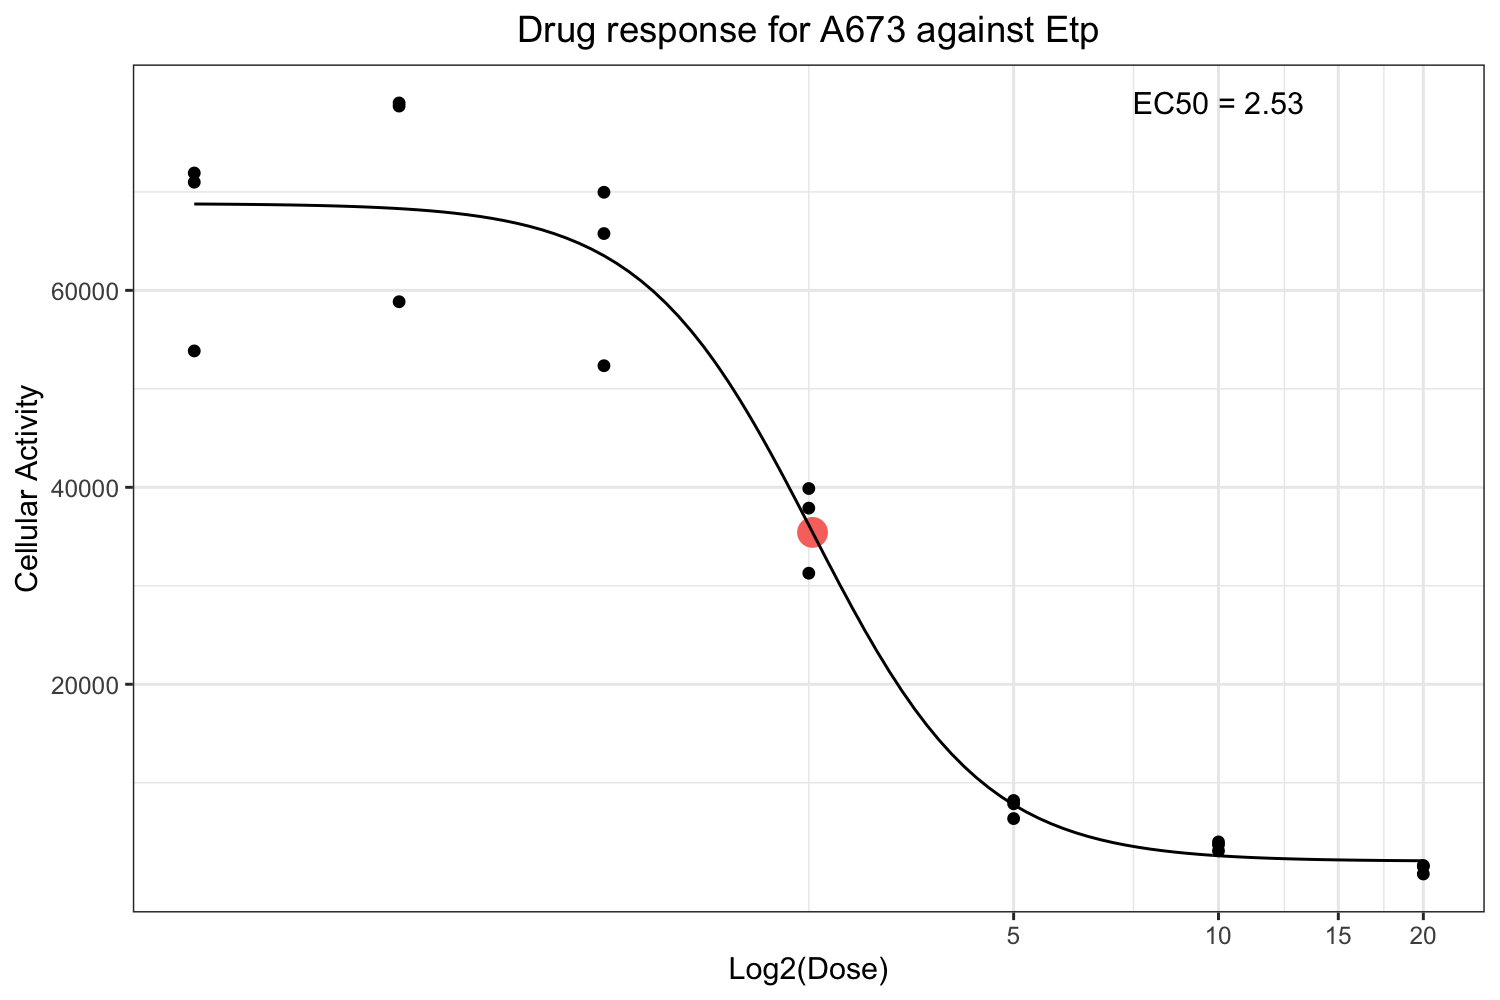 Drug response for A673 against Etp
EC50 = 2.53
60000
40000
20000
Cellular Activity
5 10 15 20
Log2(Dose)